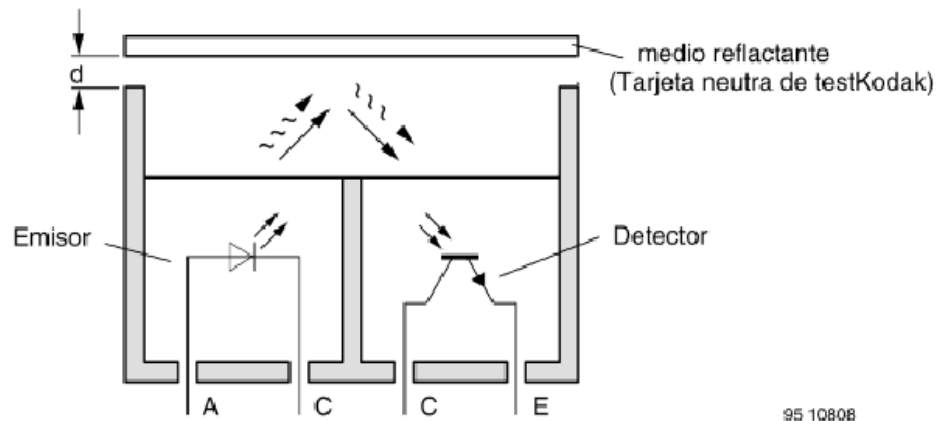 d
medio reflactante
(Tarjeta neutra de testKodak)
Emisor
Detector
A
C
C
E
95 10808